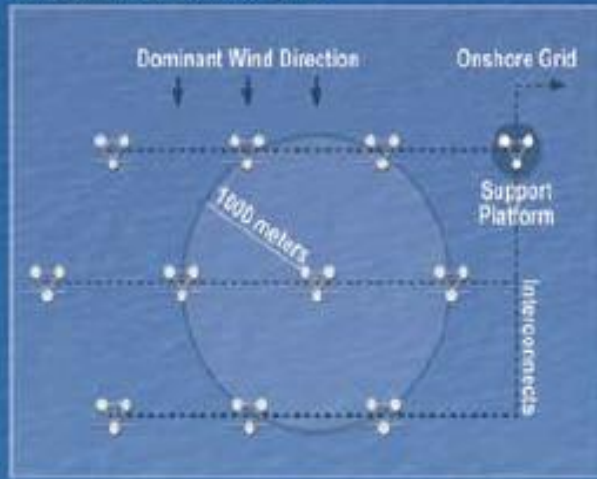 Dominant Wind Direction
Onshore Grid
Support
Platform
1000 meters
Interconnects